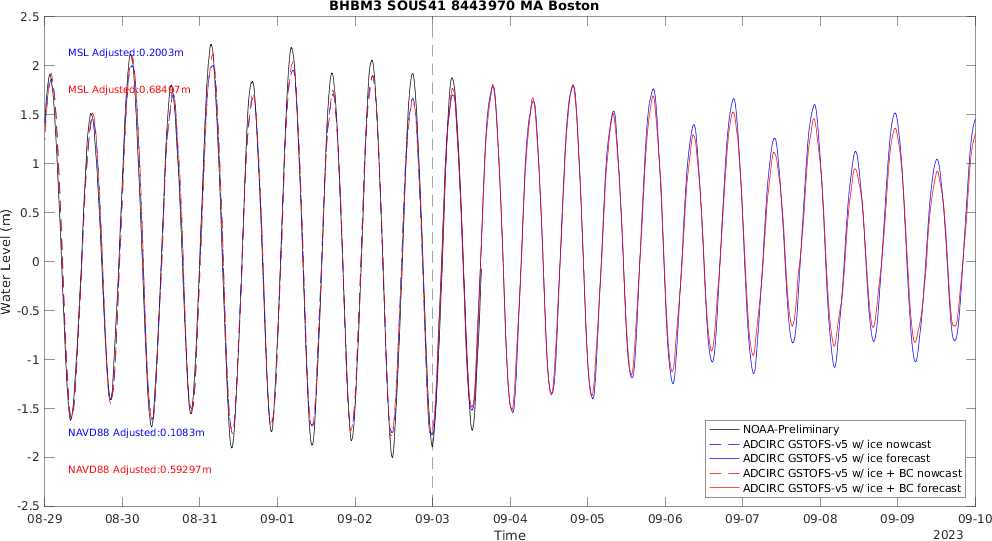 BHBM3 SOUS41 8443970 MA Boston
2.5
2
1.5
1
0.5
0
-0.5
-1
-1.5
-2
-2.5
Water Level (m)
MSL Adjusted:0.2003m
MSL Adjusted:0.68497m
NAVD88 Adjusted:0.1083m
NAVD88 Adjusted:0.59297m
NOAA-Preliminary
ADCIRC GSTOFS-v5 w/ ice nowcast
ADCIRC GSTOFS-v5 w/ ice forecast
ADCIRC GSTOFS-v5 w/ ice + BC nowcast
ADCIRC GSTOFS-v5 w/ ice + BC forecast
08-29 08-30 08-31 09-01 09-02 09-03 09-04 09-05 09-06 09-07 09-08 09-09 09-10
Time
2023